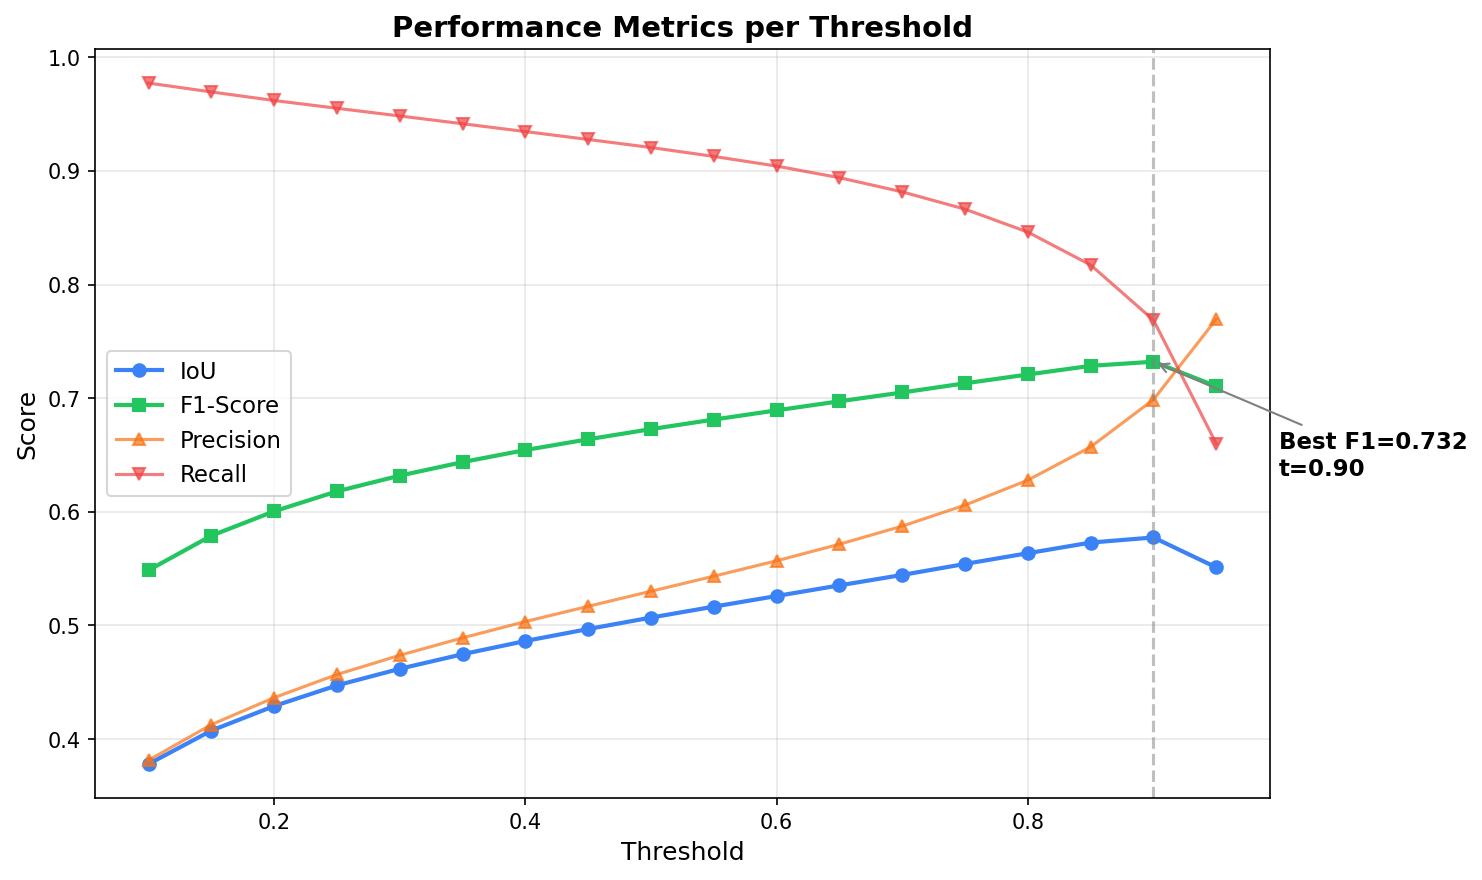 Performance Metrics per Threshold
1.0
0.9
0.8
0.7
0.6
0.5
0.4
Score
IoU
F1-Score
Precision
Recall
Best F1=0.732
t=0.90
0.2
0.4
0.6
0.8
Threshold